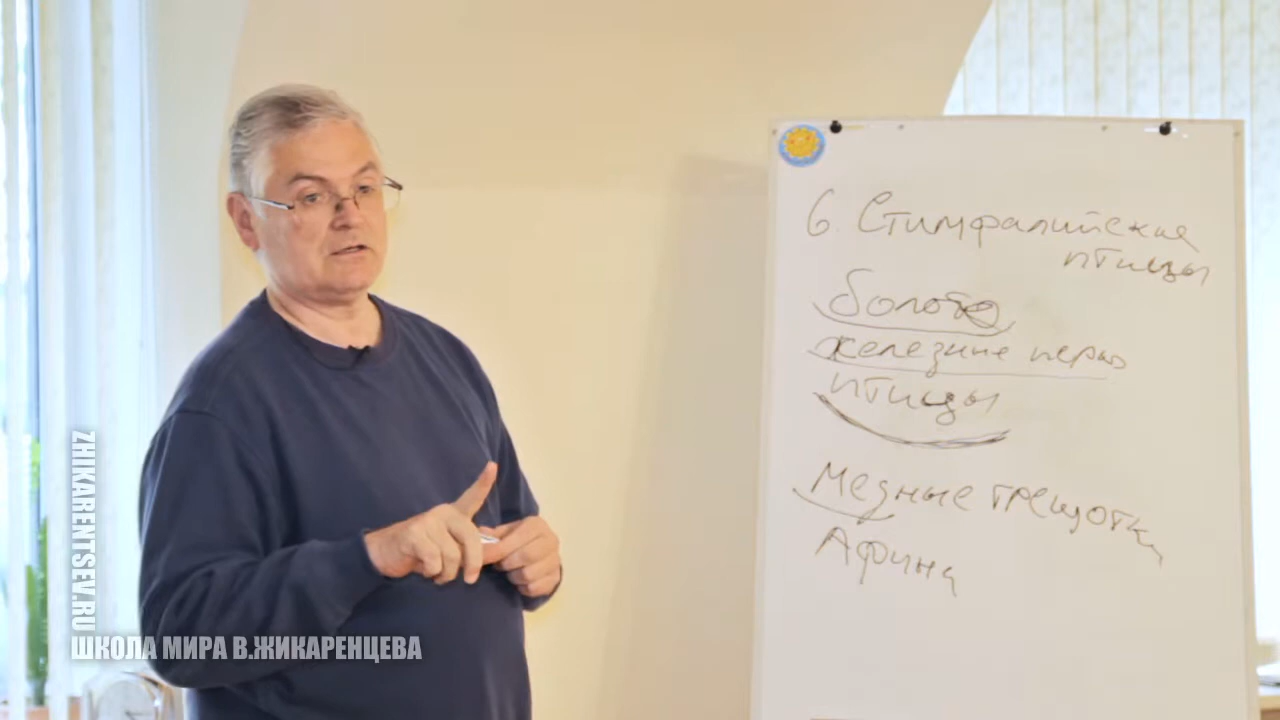 6. Стимфалийские
птицы
болото
железные перья
птицы
Медные трещотки
Афина
ZHIKARENTSEV.RU
ШКОЛА МИРА В.ЖИКАРЕНЦЕВА